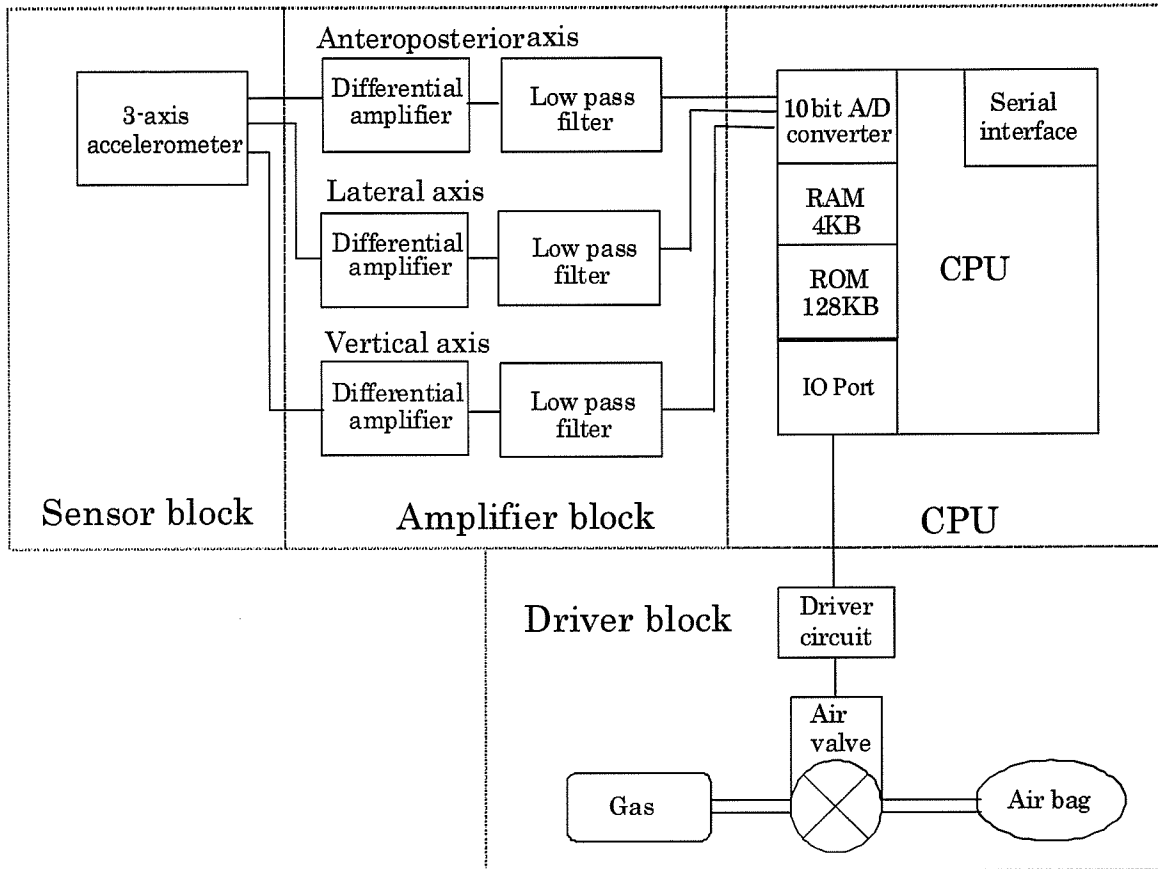 Anteroposterior axis
3-axis
accelerometer
Differential
amplifier
Low pass
filter
10bit A/D
converter
Serial
interface
Lateral axis
Differential
amplifier
Low pass
filter
RAM
4KB
ROM
128KB
CPU
Vertical axis
Differential
amplifier
Low pass
filter
IO Port
Sensor block
Amplifier block
CPU
Driver block
Driver
circuit
Air
valve
Gas
Air bag